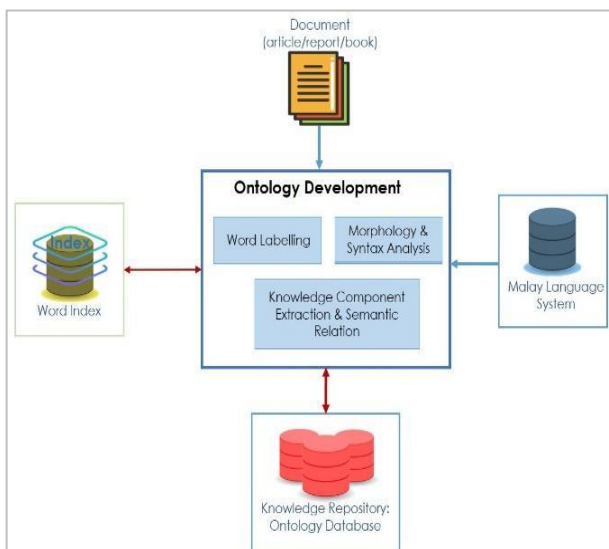 Document
(article/report/book)
Ontology Development
Word Labelling
Morphology &
Syntax Analysis
Knowledge Component
Extraction & Semantic
Relation
Index
Word Index
Malay Language
System
Knowledge Repository:
Ontology Database